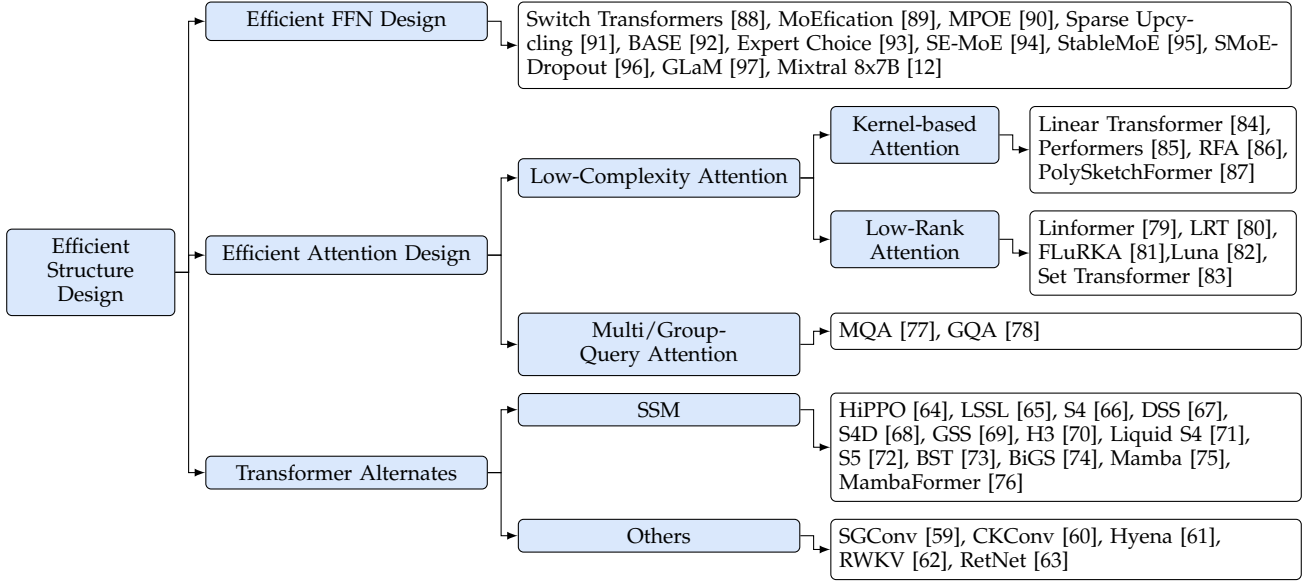 Efficient FFN Design
Switch Transformers [88], MoEfication [89], MPOE [90], Sparse Upcy-
cling [91], BASE [92], Expert Choice [93], SE-MoE [94], StableMoE [95], SMoE-
Dropout [96], GLaM [97], Mixtral 8x7B [12]
Kernel-based
Attention
Linear Transformer [84],
Performers [85], RFA [86],
PolySketchFormer [87]
Low-Complexity Attention
Low-Rank
Attention
Linformer [79], LRT [80],
FLuRKA [81],Luna [82],
Set Transformer [83]
Efficient
Structure
Design
Efficient Attention Design
Multi/Group-
Query Attention
MQA [77], GQA [78]
SSM
HiPPO [64], LSSL [65], S4 [66], DSS [67],
S4D [68], GSS [69], H3 [70], Liquid S4 [71],
S5 [72], BST [73], BiGS [74], Mamba [75],
MambaFormer [76]
Transformer Alternates
Others
SGConv [59], CKConv [60], Hyena [61],
RWKV [62], RetNet [63]